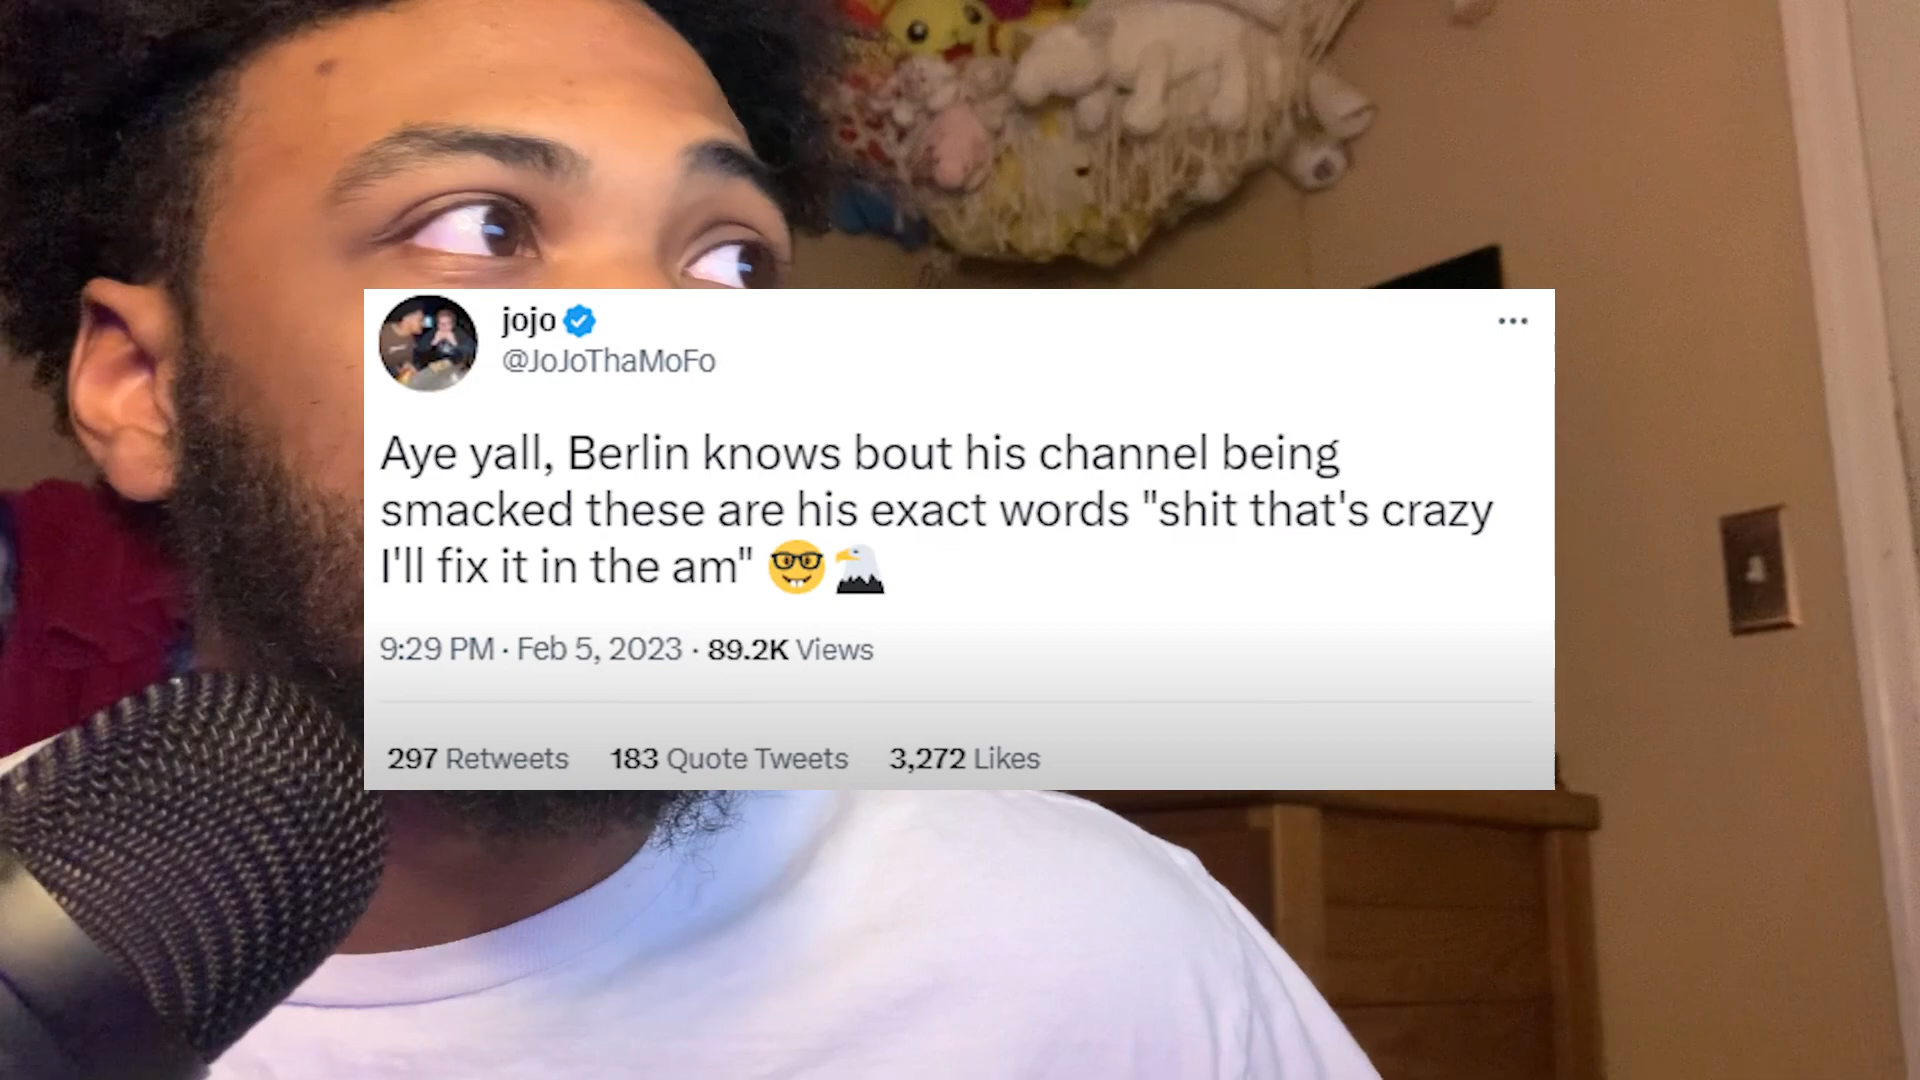 jojo
@JoJoThaMoFo
Aye yall, Berlin knows bout his channel being
smacked these are his exact words "shit that's crazy
I'll fix it in the am" 🤓🦅
9:29 PM · Feb 5, 2023 · 89.2K Views
297 Retweets 183 Quote Tweets 3,272 Likes